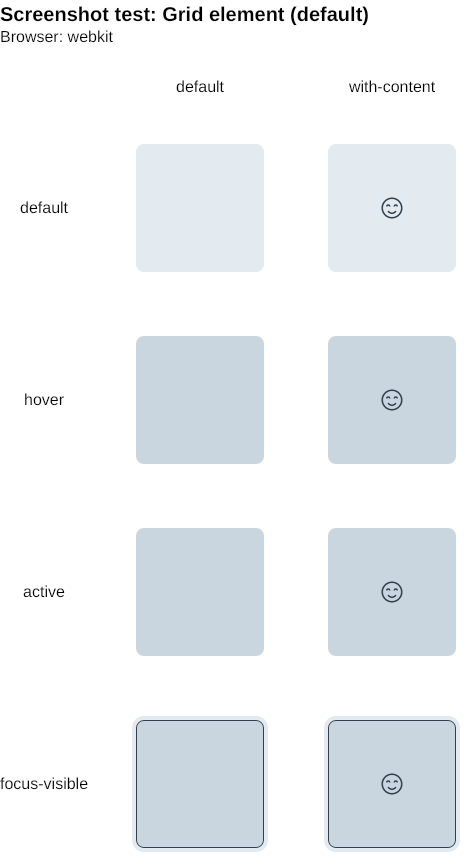 Screenshot test: Grid element (default)
Browser: webkit
default with-content
default
hover
active
focus-visible